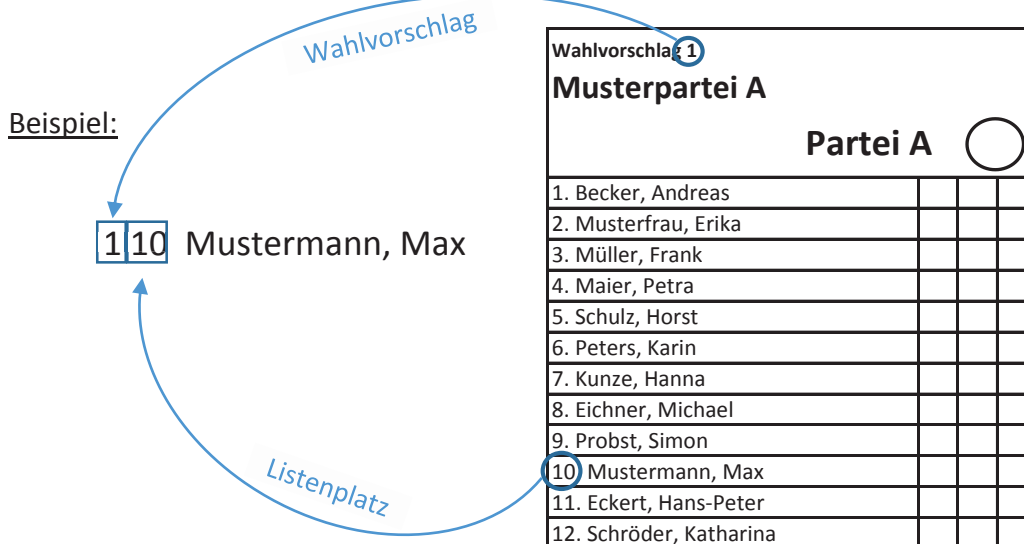 Wahlvorschlag
Beispiel:
1 10 Mustermann, Max
Listenplatz
Wahlvorschlag 1
Musterpartei A
Partei A
1. Becker, Andreas
2. Musterfrau, Erika
3. Müller, Frank
4. Maier, Petra
5. Schulz, Horst
6. Peters, Karin
7. Kunze, Hanna
8. Eichner, Michael
9. Probst, Simon
10 Mustermann, Max
11. Eckert, Hans-Peter
12. Schröder, Katharina